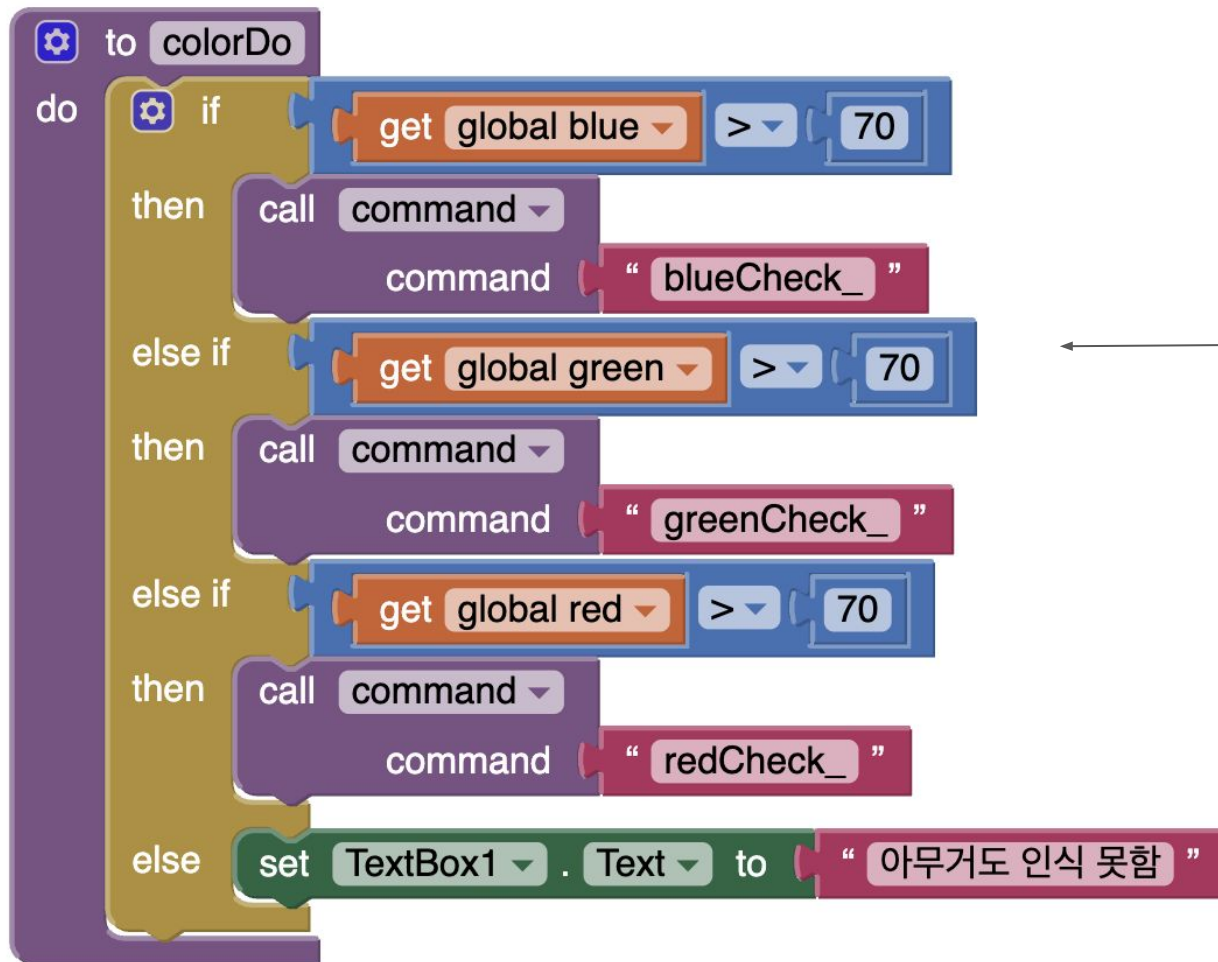 to colorDo
do if get global blue > 70
then call command
command “ blueCheck_ ”
else if get global green > 70
then call command
command “ greenCheck_ ”
else if get global red > 70
then call command
command “ redCheck_ ”
else set TextBox1 . Text to “ 아무거도 인식 못함 ”